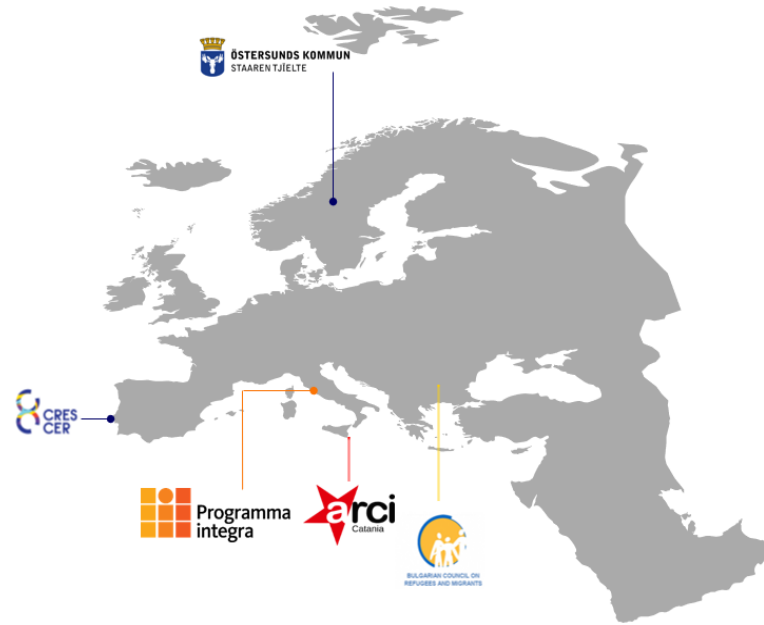 ÖSTERSUNDS KOMMUN
STAAREN TJÏELTE
CRES
CER
Programma
integra
arci
Catania
BULGARIAN COUNCIL ON
REFUGEES AND MIGRANTS